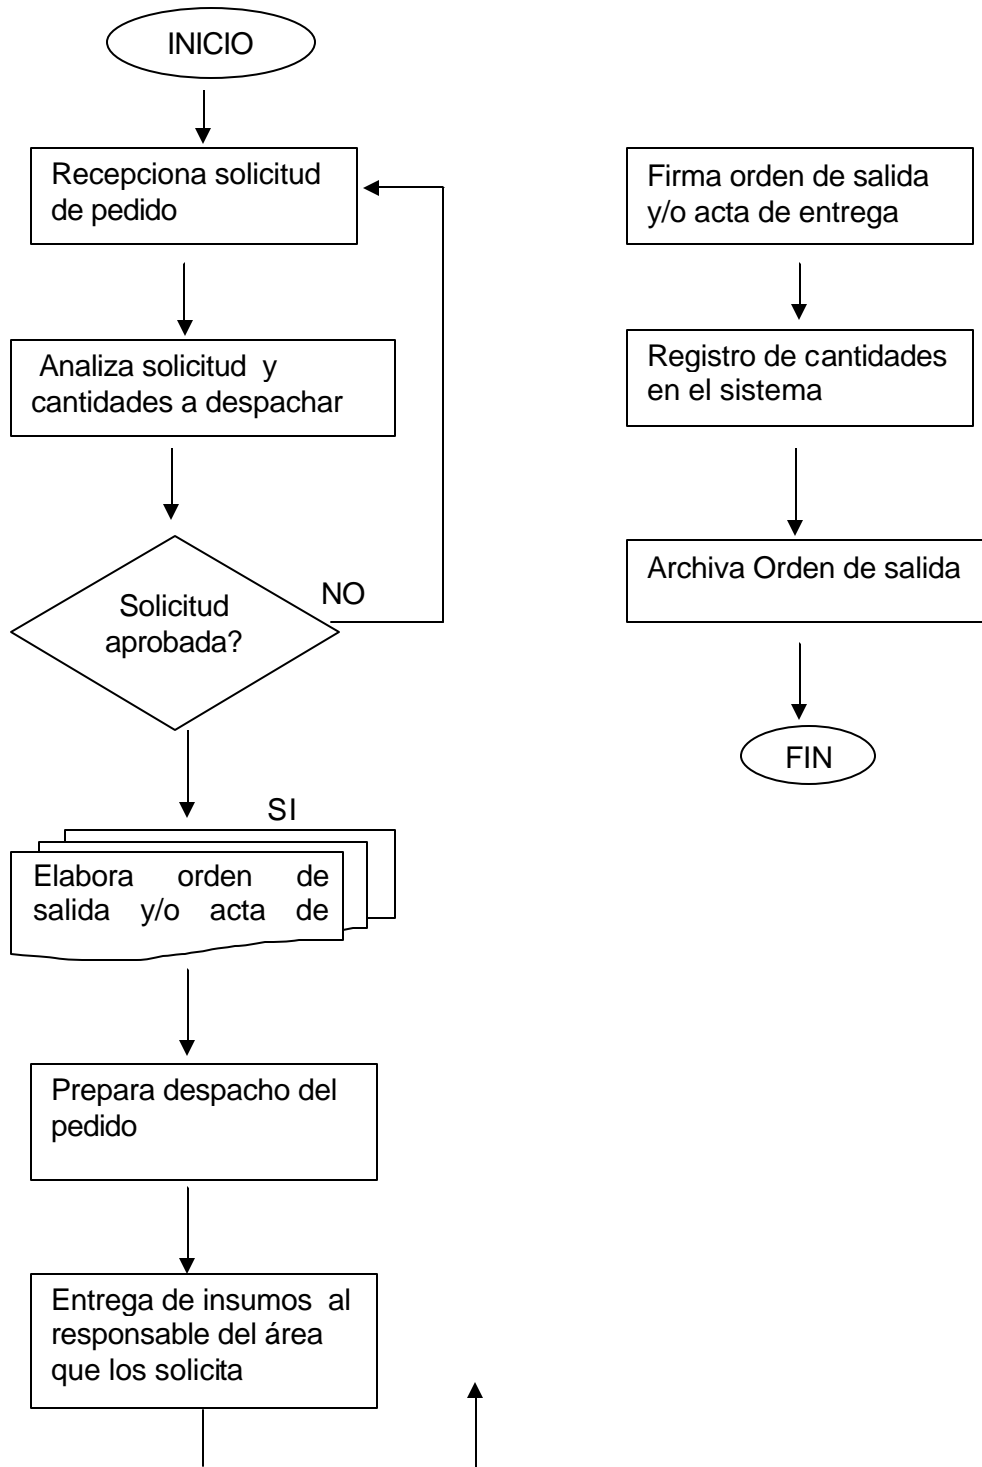 INICIO
Recepciona solicitud
de pedido
Analiza solicitud y
cantidades a despachar
Solicitud
aprobada?
NO
SI
Elabora orden de
salida y/o acta de
Prepara despacho del
pedido
Entrega de insumos al
responsable del área
que los solicita
Firma orden de salida
y/o acta de entrega
Registro de cantidades
en el sistema
Archiva Orden de salida
FIN